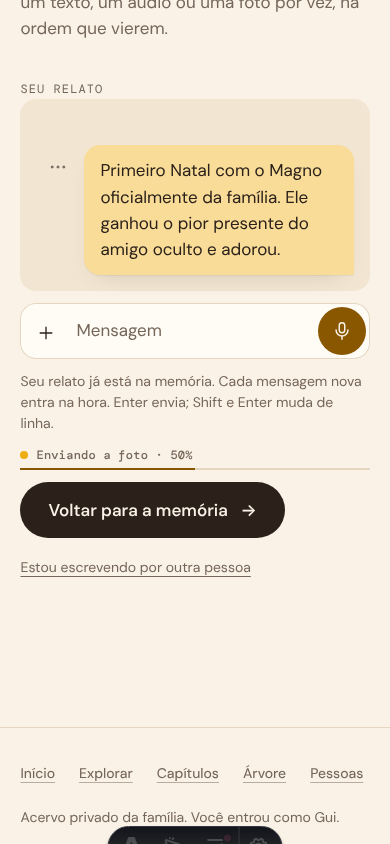 um texto, um áudio ou uma foto por vez, na
ordem que vierem.
SEU RELATO
Primeiro Natal com o Magno
oficialmente da família. Ele
ganhou o pior presente do
amigo oculto e adorou.
Mensagem
Seu relato já está na memória. Cada mensagem nova
entra na hora. Enter envia; Shift e Enter muda de
linha.
Enviando a foto · 50%
Voltar para a memória →
Estou escrevendo por outra pessoa
Início Explorar Capítulos Árvore Pessoas
Acervo privado da família. Você entrou como Gui.